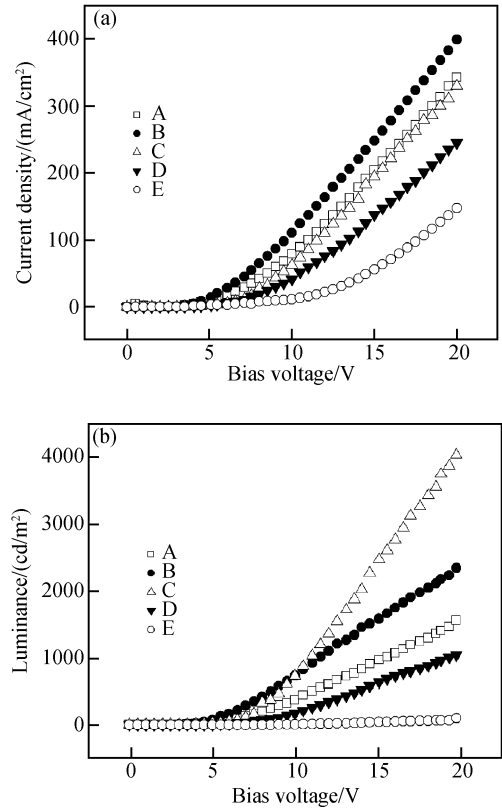 (a)
400
300
200
100
0
Current density/(mA/cm²)
A
B
C
D
E
0 5 10 15 20
Bias voltage/V
(b)
4000
3000
2000
1000
0
Luminance/(cd/m²)
A
B
C
D
E
0 5 10 15 20
Bias voltage/V